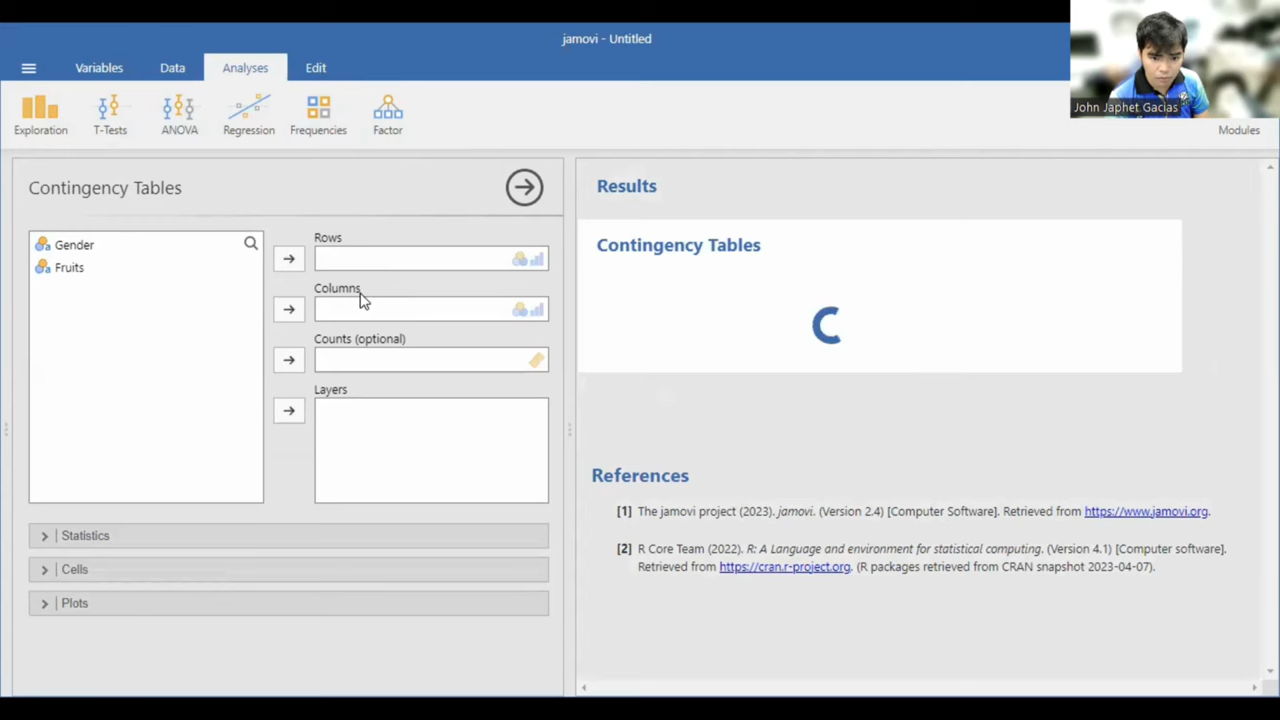 jamovi - Untitled
John Japhet Gacias
Variables
Data
Analyses
Edit
Exploration
T-Tests
ANOVA
Regression
Frequencies
Factor
Modules
Contingency Tables
Gender
Fruits
Rows
Columns
Counts (optional)
Layers
Statistics
Cells
Plots
Results
Contingency Tables
References
[1] The jamovi project (2023). jamovi. (Version 2.4) [Computer Software]. Retrieved from https://www.jamovi.org.
[2] R Core Team (2022). R: A Language and environment for statistical computing. (Version 4.1) [Computer software].
Retrieved from https://cran.r-project.org. (R packages retrieved from CRAN snapshot 2023-04-07).